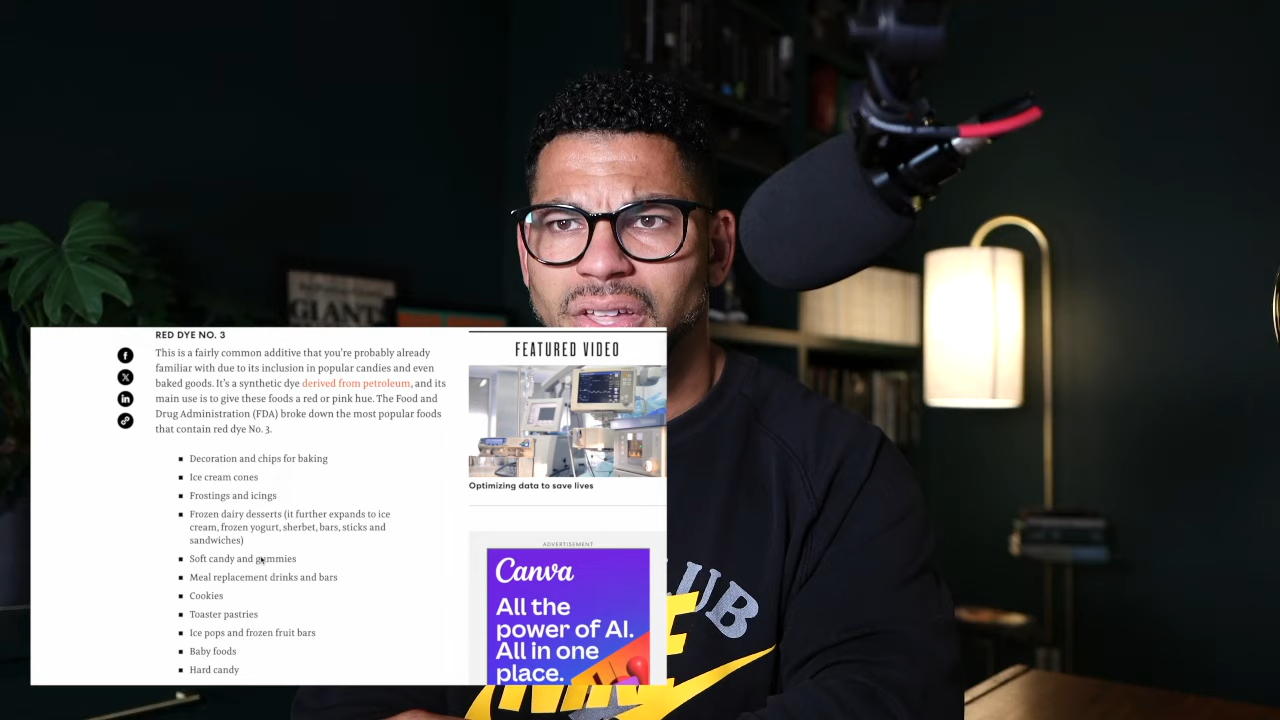 GIANT
RED DYE NO. 3
This is a fairly common additive that you're probably already
familiar with due to its inclusion in popular candies and even
baked goods. It's a synthetic dye derived from petroleum, and its
main use is to give these foods a red or pink hue. The Food and
Drug Administration (FDA) broke down the most popular foods
that contain red dye No. 3.
Decoration and chips for baking
Ice cream cones
Frostings and icings
Frozen dairy desserts (it further expands to ice
cream, frozen yogurt, sherbet, bars, sticks and
sandwiches)
Soft candy and gummies
Meal replacement drinks and bars
Cookies
Toaster pastries
Ice pops and frozen fruit bars
Baby foods
Hard candy
FEATURED VIDEO
Optimizing data to save lives
ADVERTISEMENT
Canva
All the
power of AI.
All in one
place.
LUB
NIKE